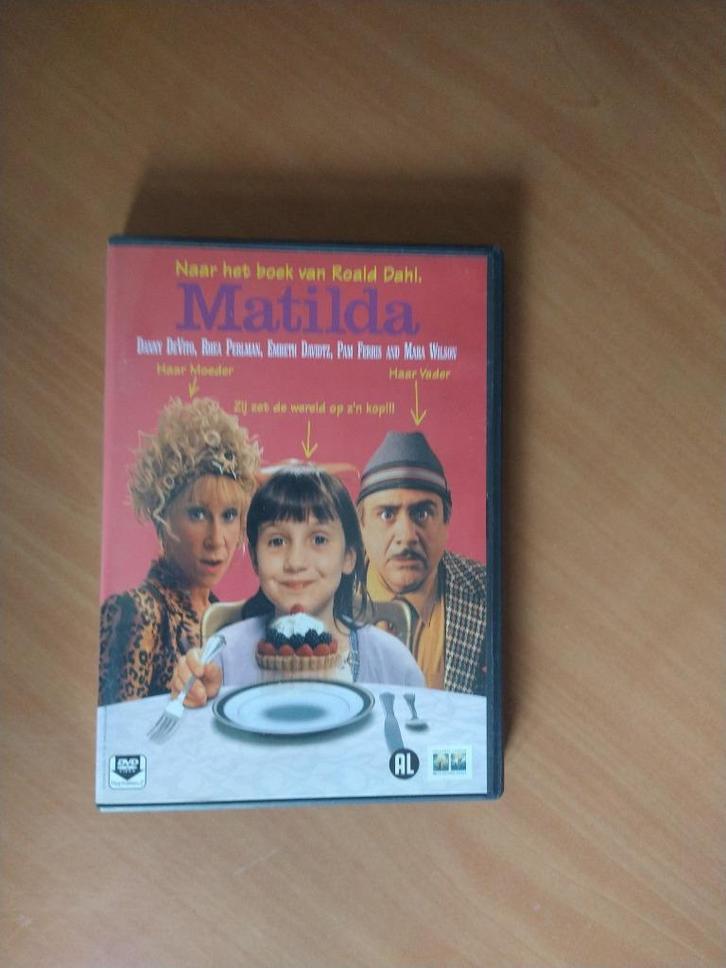 Naar het boek van Roald Dahl.
Matilda
Danny DeVito, Rhea Perlman, Embeth Davidtz, Pam Ferris and Mara Wilson
Haar Moeder
Haar Vader
Zij zet de wereld op z'n kop!!!
DVD
AL